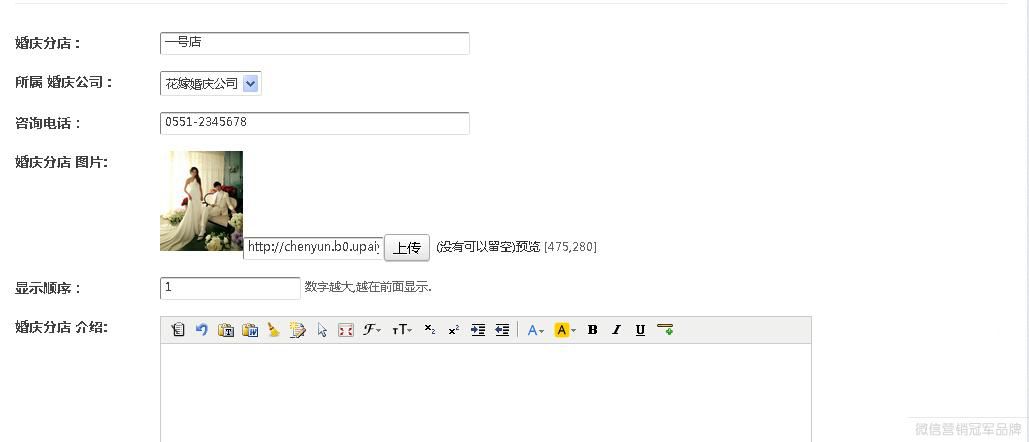 婚庆分店：
一号店
所属 婚庆公司：
花嫁婚庆公司
咨询电话：
0551-2345678
婚庆分店 图片:
http://chenyun.b0.upaiy
上传
(没有可以留空)预览 [475,280]
显示顺序：
1
数字越大,越在前面显示.
婚庆分店 介绍:
微信营销冠军品牌